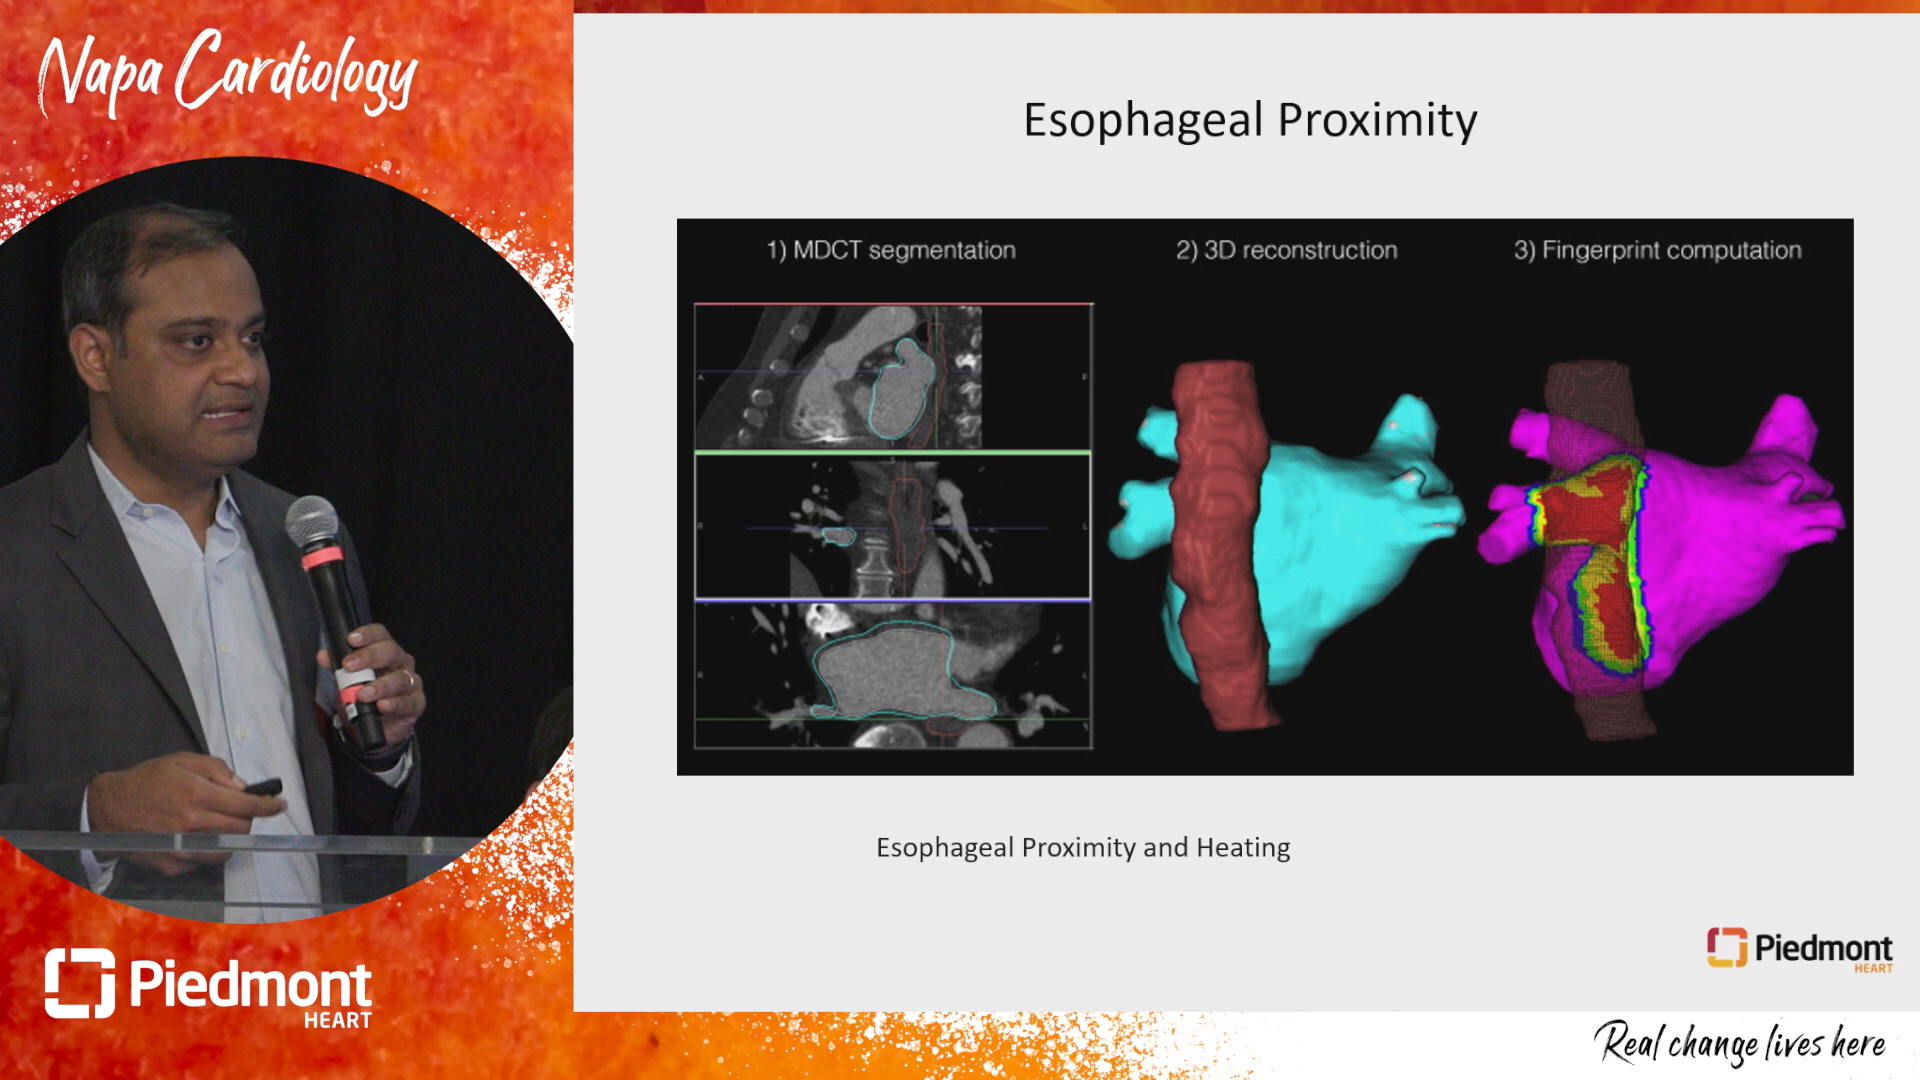 Napa Cardiology
Esophageal Proximity
1) MDCT segmentation
2) 3D reconstruction
3) Fingerprint computation
A
P
S
R
L
Esophageal Proximity and Heating
Piedmont
HEART
Piedmont
HEART
Real change lives here